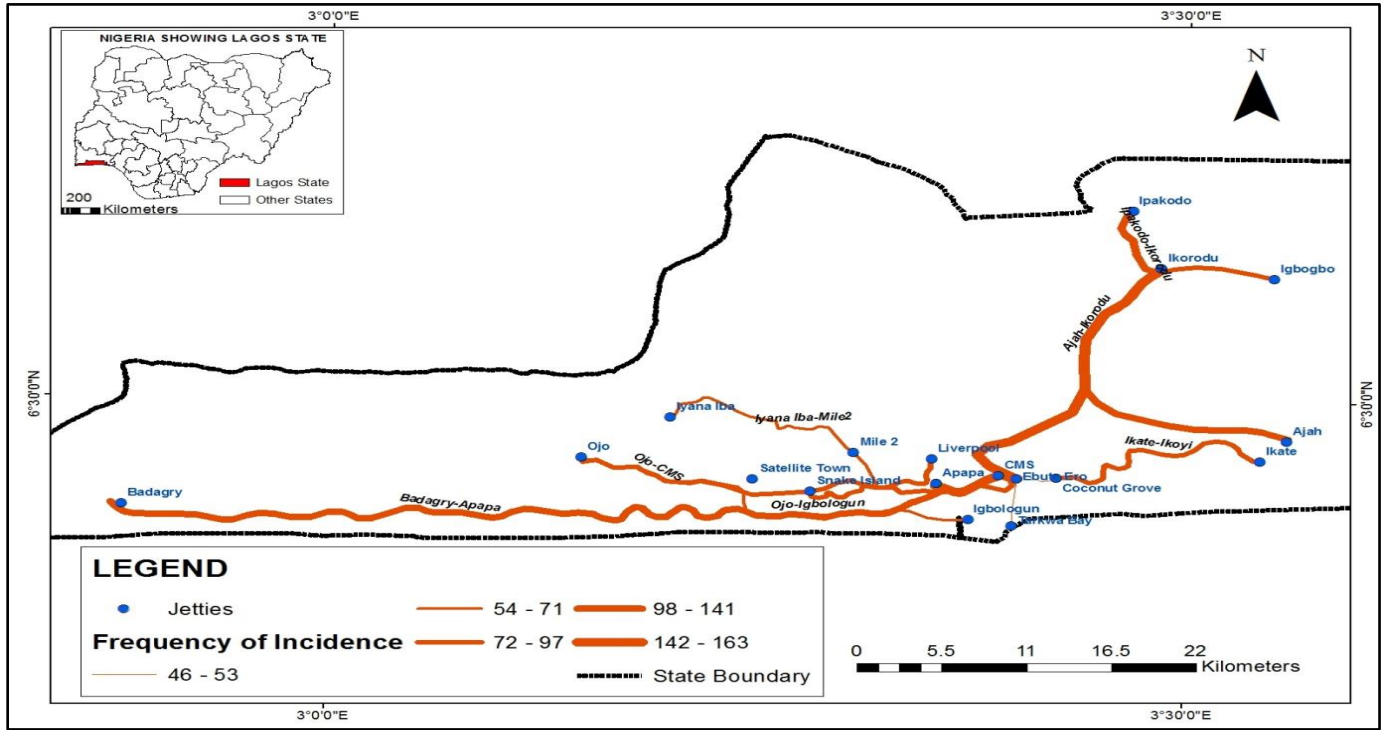 3°0'0"E 3°30'0"E
NIGERIA SHOWING LAGOS STATE
Lagos State
Other States
200
Kilometers
N
6°30'0"N 6°30'0"N
Ipakodo
Ipakodo-Ikorodu
Ikorodu
Igbogbo
Ajah-Ikorodu
Iyana Iba
Iyana Iba-Mile2
Mile 2
Ajah
Ikate-Ikoyi
Ikate
Ojo
Ojo-CMS
Liverpool
Satellite Town
Snake Island
Apapa
CMS
Ebute Ero
Coconut Grove
Badagry
Badagry-Apapa
Ojo-Igbologun
Igbologun
Tarkwa Bay
LEGEND
Jetties
Frequency of Incidence
46 - 53
54 - 71
72 - 97
98 - 141
142 - 163
State Boundary
0 5.5 11 16.5 22
Kilometers
3°0'0"E 3°30'0"E